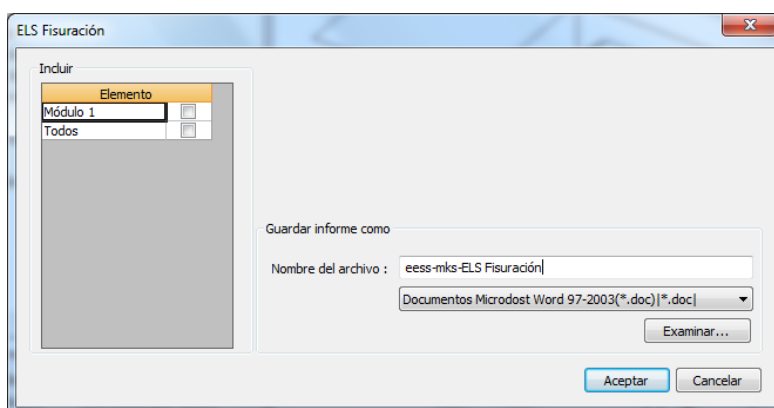 ELS Fisuración
Incluir
Elemento
Módulo 1
Todos
Guardar informe como
Nombre del archivo :
eess-mks-ELS Fisuración
Documentos Microdost Word 97-2003(*.doc)|*.doc|
Examinar...
Aceptar
Cancelar